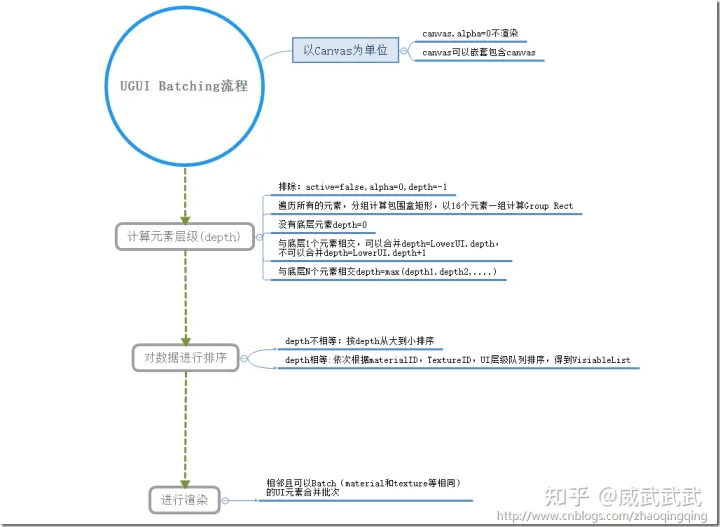 UGUI Batching流程
以Canvas为单位
canvas.alpha=0不渲染
canvas可以嵌套包含canvas
计算元素层级(depth)
排除：active=false,alpha=0,depth=-1
遍历所有的元素，分组计算包围盒矩形，以16个元素一组计算Group Rect
没有底层元素depth=0
与底层1个元素相交，可以合并depth=LowerUI.depth，
不可以合并depth=LowerUI.depth+1
与底层N个元素相交depth=max(depth1,depth2,....)
对数据进行排序
depth不相等：按depth从大到小排序
depth相等:依次根据materialID，TextureID，UI层级队列排序，得到VisiableList
进行渲染
相邻且可以Batch（material和texture等相同）
的UI元素合并批次
知乎 @威武武武
http://www.cnblogs.com/zhaoqingqing